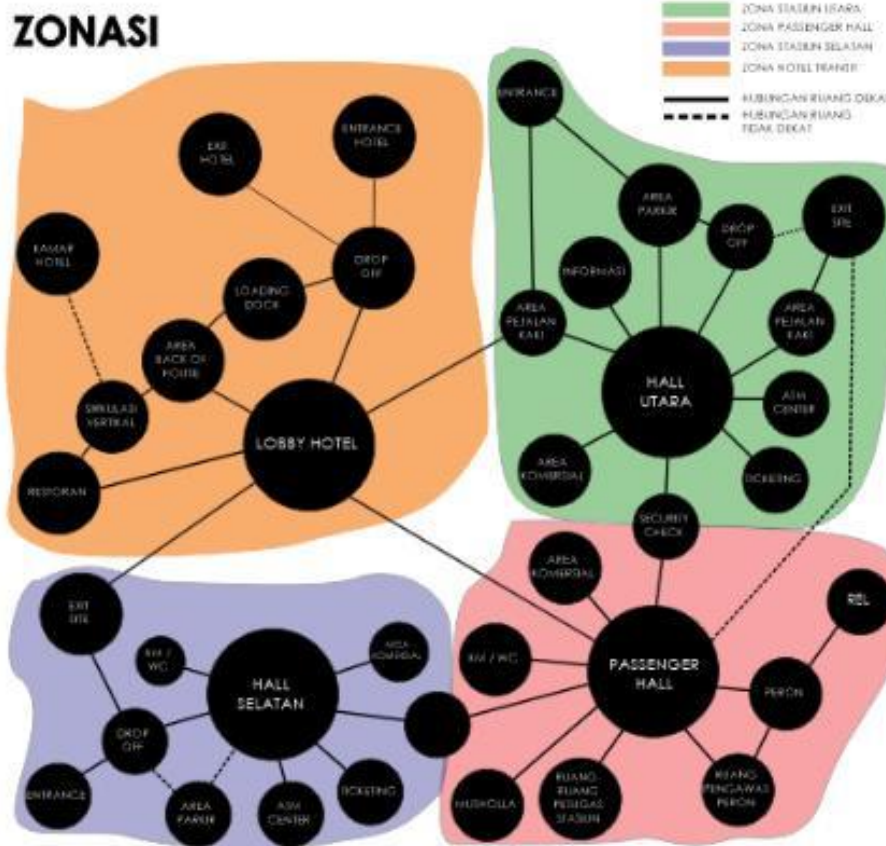 ZONASI
ZONA STASIUN UTARA
ZONA PASSENGER HALL
ZONA STASIUN SELATAN
ZONA HOTEL TRANSIT
HUBUNGAN RUANG DEKAT
HUBUNGAN RUANG
TIDAK DEKAT
EXIT
HOTEL
ENTRANCE
HOTEL
KAMAR
HOTEL
DROP
OFF
LOADING
DOCK
AREA
BACK OF
HOUSE
SIRKULASI
VERTIKAL
RESTORAN
LOBBY HOTEL
ENTRANCE
AREA
PARKIR
DROP
OFF
EXIT
SITE
INFORMASI
AREA
PEJALAN
KAKI
AREA
PEJALAN
KAKI
HALL
UTARA
ATM
CENTER
AREA
KOMERSIAL
TICKETING
SECURITY
CHECK
AREA
KOMERSIAL
REL
KM / WC
PASSENGER
HALL
PERON
MUSHOLLA
RUANG-
RUANG
PETUGAS
STASIUN
RUANG
PENGAWAS
PERON
EXIT
SITE
KM /
WC
HALL
SELATAN
AREA
KOMERSIAL
DROP
OFF
ENTRANCE
AREA
PARKIR
ATM
CENTER
TICKETING